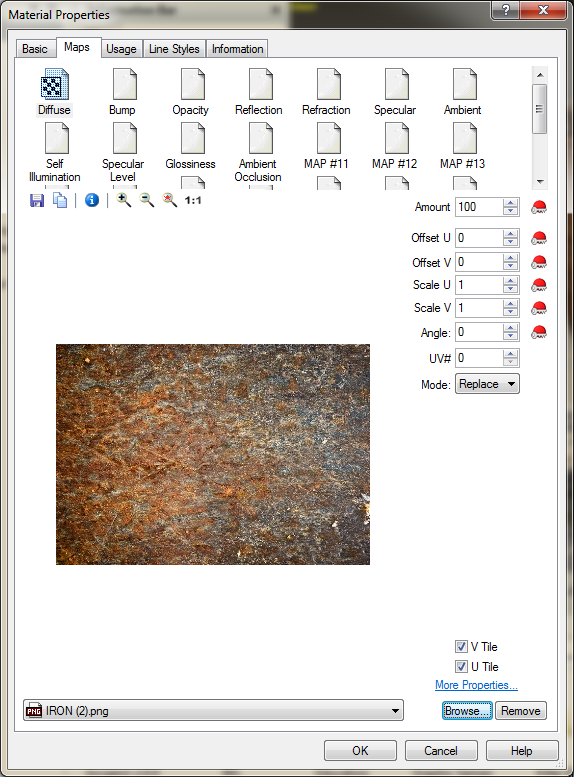 Material Properties
Basic Maps Usage Line Styles Information
Diffuse Bump Opacity Reflection Refraction Specular Ambient
Self Illumination Specular Level Glossiness Ambient Occlusion MAP #11 MAP #12 MAP #13
1:1
Amount 100
Offset U 0
Offset V 0
Scale U 1
Scale V 1
Angle: 0
UV# 0
Mode: Replace
V Tile
U Tile
More Properties...
PNG IRON (2).png Browse... Remove
OK Cancel Help